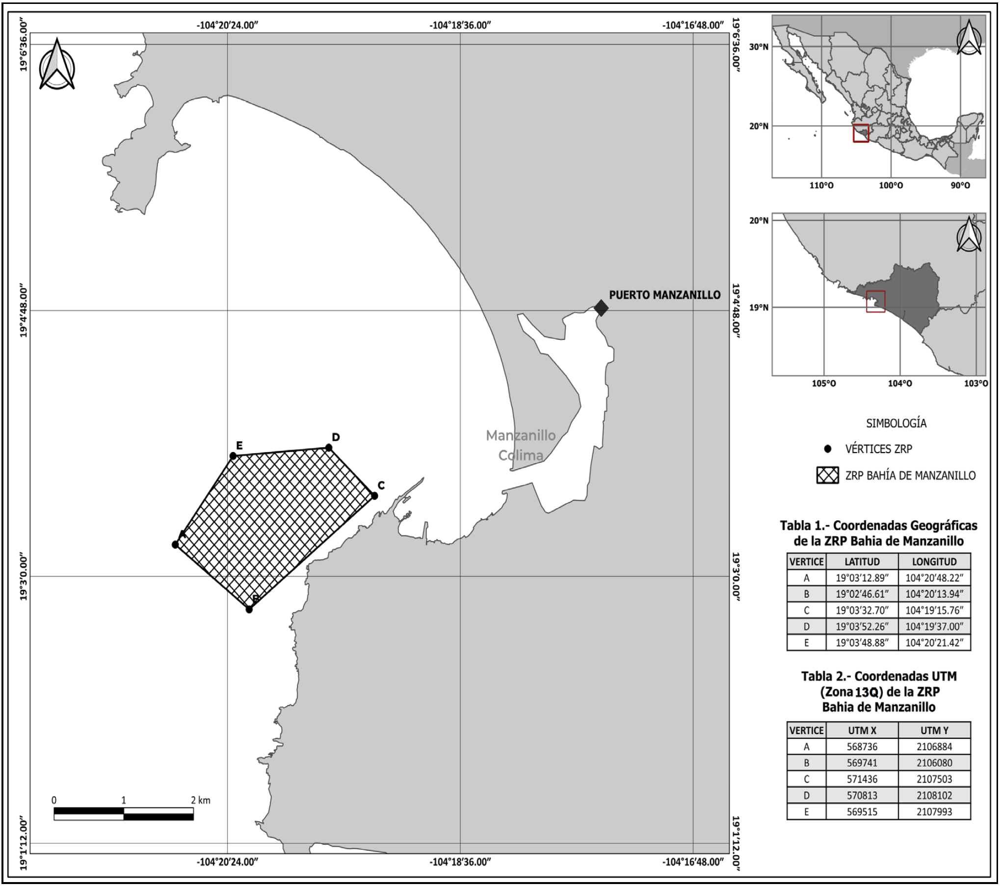 -104°20'24.00"
-104°18'36.00"
-104°16'48.00"
19°6'36.00"
19°6'36.00"
PUERTO MANZANILLO
19°4'48.00"
19°4'48.00"
Manzanillo
Colima
E
D
C
A
B
19°3'0.00"
19°3'0.00"
0 1 2 km
19°1'12.00"
19°1'12.00"
-104°20'24.00"
-104°18'36.00"
-104°16'48.00"
30°N
20°N
110°O 100°O 90°O
20°N
19°N
105°O 104°O 103°O
SIMBOLOGÍA
VÉRTICES ZRP
ZRP BAHÍA DE MANZANILLO
Tabla 1.- Coordenadas Geográficas
de la ZRP Bahia de Manzanillo
VERTICE LATITUD LONGITUD
A 19°03'12.89" 104°20'48.22"
B 19°02'46.61" 104°20'13.94"
C 19°03'32.70" 104°19'15.76"
D 19°03'52.26" 104°19'37.00"
E 19°03'48.88" 104°20'21.42"
Tabla 2.- Coordenadas UTM
(Zona 13Q) de la ZRP
Bahia de Manzanillo
VERTICE UTM X UTM Y
A 568736 2106884
B 569741 2106080
C 571436 2107503
D 570813 2108102
E 569515 2107993